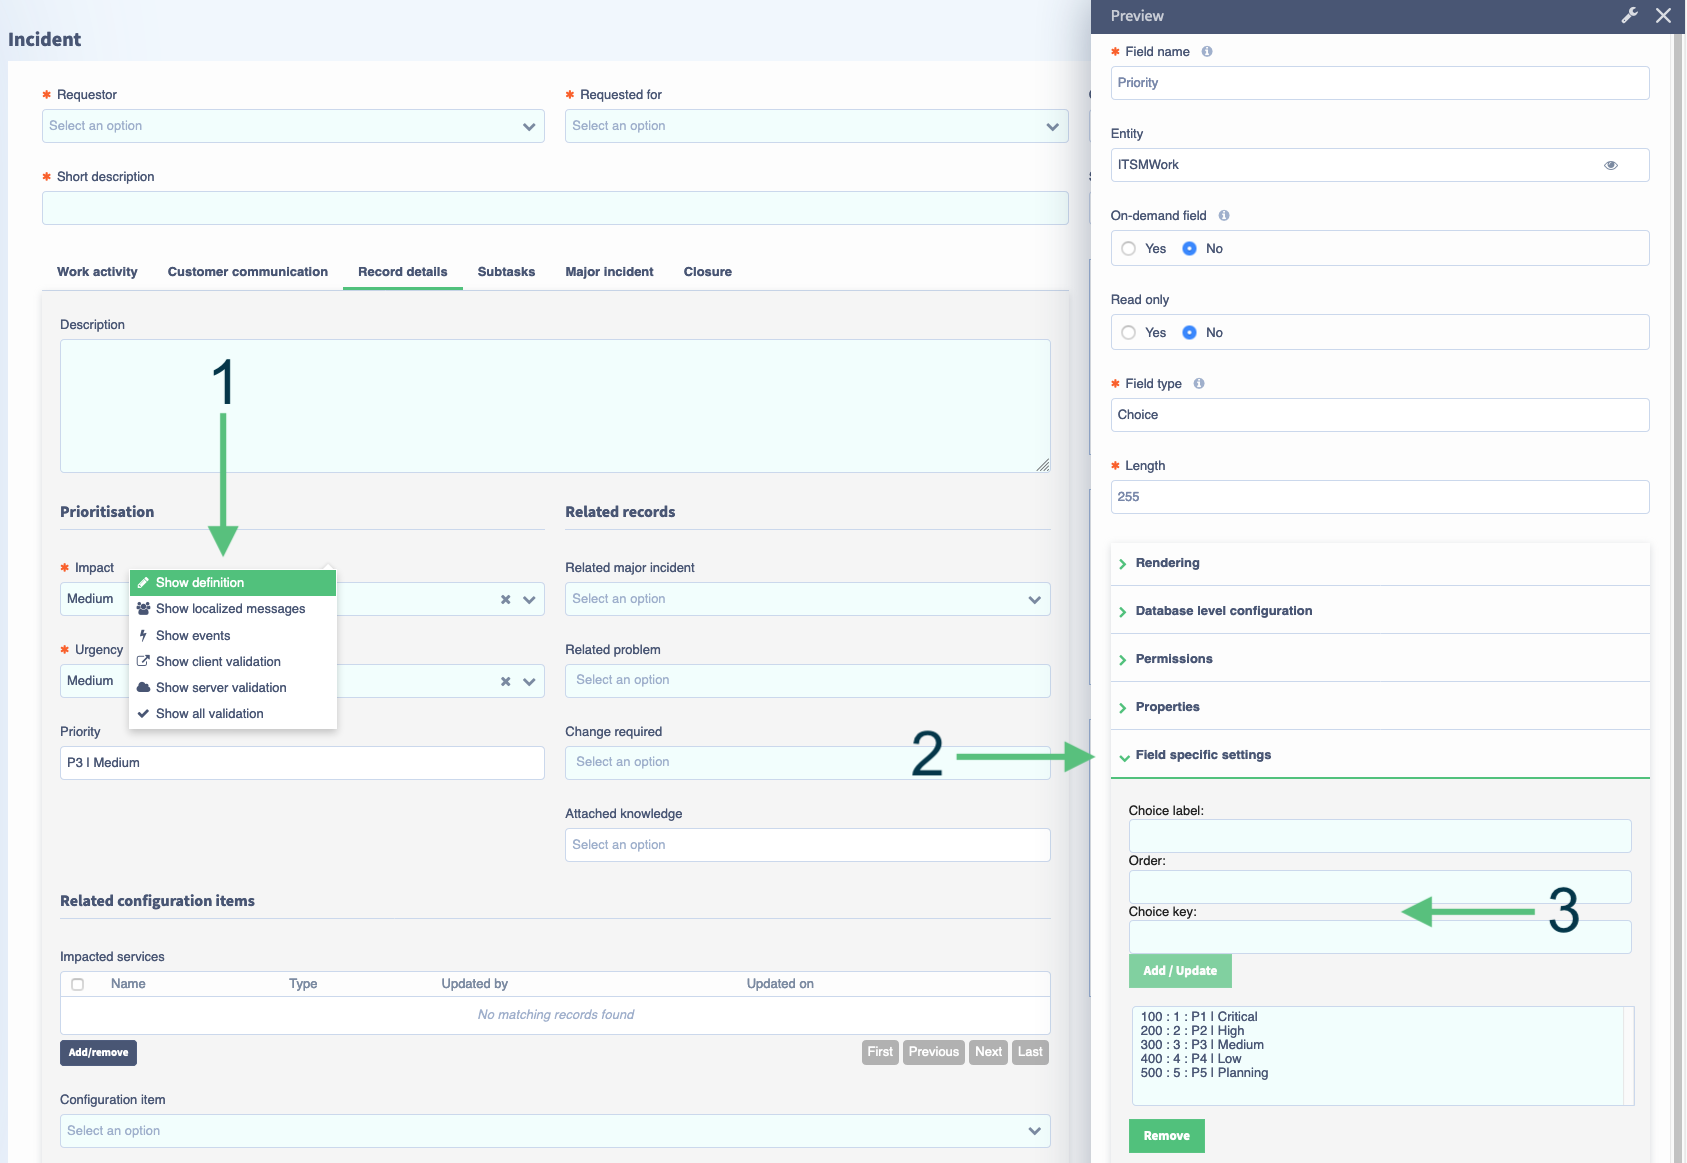 Incident
Requestor
Select an option
Requested for
Select an option
Short description
Work activity
Customer communication
Record details
Subtasks
Major incident
Closure
Description
1
Prioritisation
Impact
Medium
Show definition
Show localized messages
Show events
Show client validation
Show server validation
Show all validation
Urgency
Medium
Priority
P3 | Medium
Related records
Related major incident
Select an option
Related problem
Select an option
Change required
Select an option
Attached knowledge
Select an option
2
Related configuration items
Impacted services
Name Type Updated by Updated on
No matching records found
Add/remove
First Previous Next Last
Configuration item
Select an option
Preview
Field name
Priority
Entity
ITSMWork
On-demand field
Yes No
Read only
Yes No
Field type
Choice
Length
255
Rendering
Database level configuration
Permissions
Properties
Field specific settings
Choice label:
Order:
Choice key:
3
Add / Update
100 : 1 : P1 | Critical
200 : 2 : P2 | High
300 : 3 : P3 | Medium
400 : 4 : P4 | Low
500 : 5 : P5 | Planning
Remove